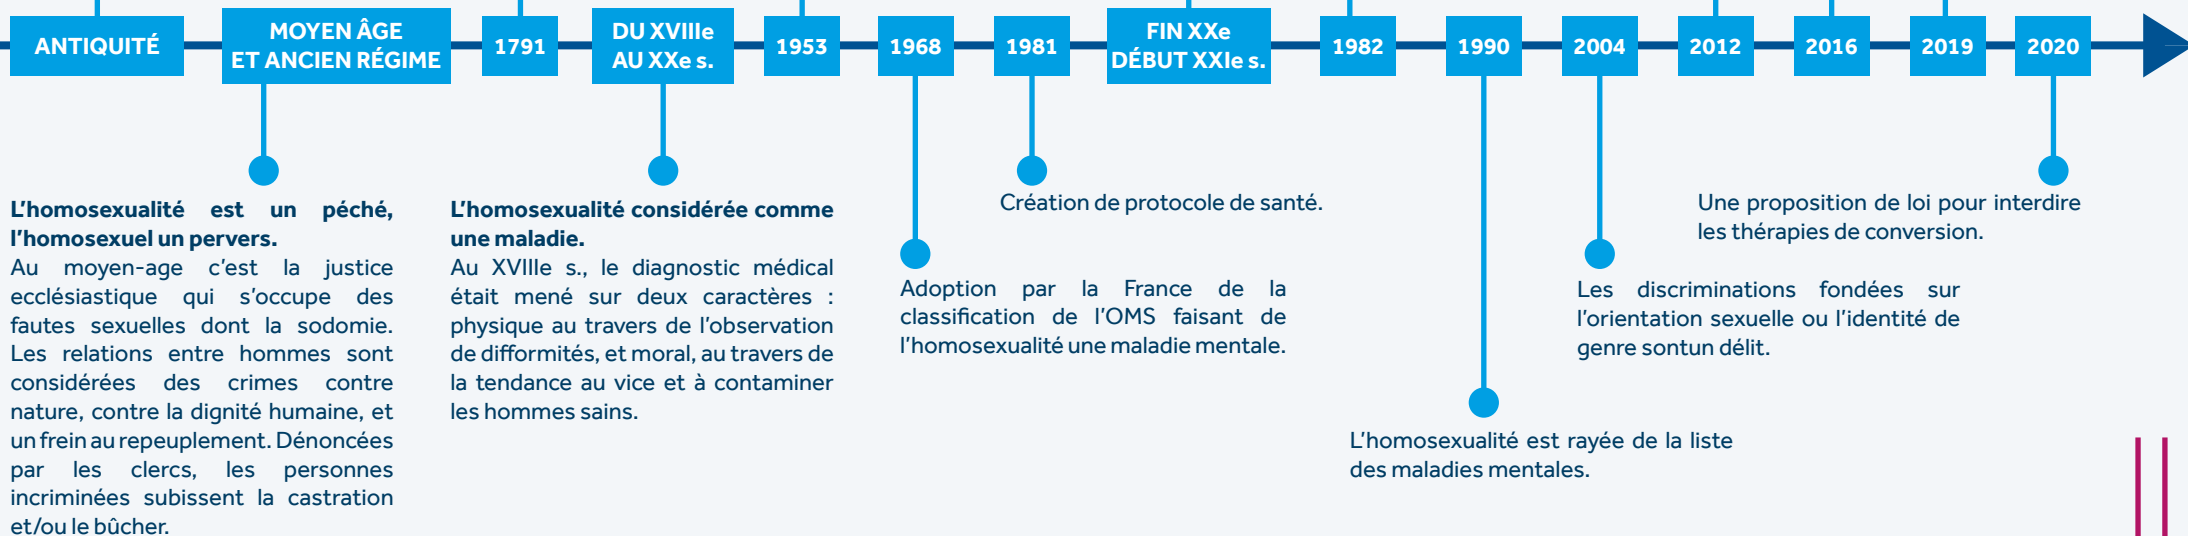 ANTIQUITÉ
MOYEN ÂGE
ET ANCIEN RÉGIME
1791
DU XVIIIe
AU XXe s.
1953
1968
1981
FIN XXe
DÉBUT XXIe s.
1982
1990
2004
2012
2016
2019
2020
L'homosexualité est un péché,
l'homosexuel un pervers.
Au moyen-age c'est la justice
ecclésiastique qui s'occupe des
fautes sexuelles dont la sodomie.
Les relations entre hommes sont
considérées des crimes contre
nature, contre la dignité humaine, et
un frein au repeuplement. Dénoncées
par les clercs, les personnes
incriminées subissent la castration
et/ou le bûcher.
L'homosexualité considérée comme
une maladie.
Au XVIIIe s., le diagnostic médical
était mené sur deux caractères :
physique au travers de l'observation
de difformités, et moral, au travers de
la tendance au vice et à contaminer
les hommes sains.
Adoption par la France de la
classification de l'OMS faisant de
l'homosexualité une maladie mentale.
Création de protocole de santé.
L'homosexualité est rayée de la liste
des maladies mentales.
Les discriminations fondées sur
l'orientation sexuelle ou l'identité de
genre sontun délit.
Une proposition de loi pour interdire
les thérapies de conversion.